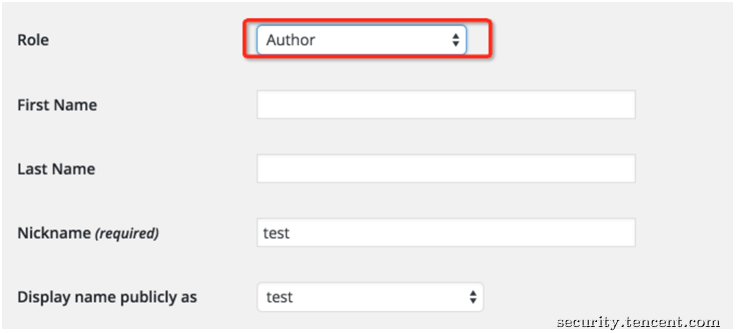 Role Author
First Name
Last Name
Nickname (required) test
Display name publicly as test
security.tencent.com